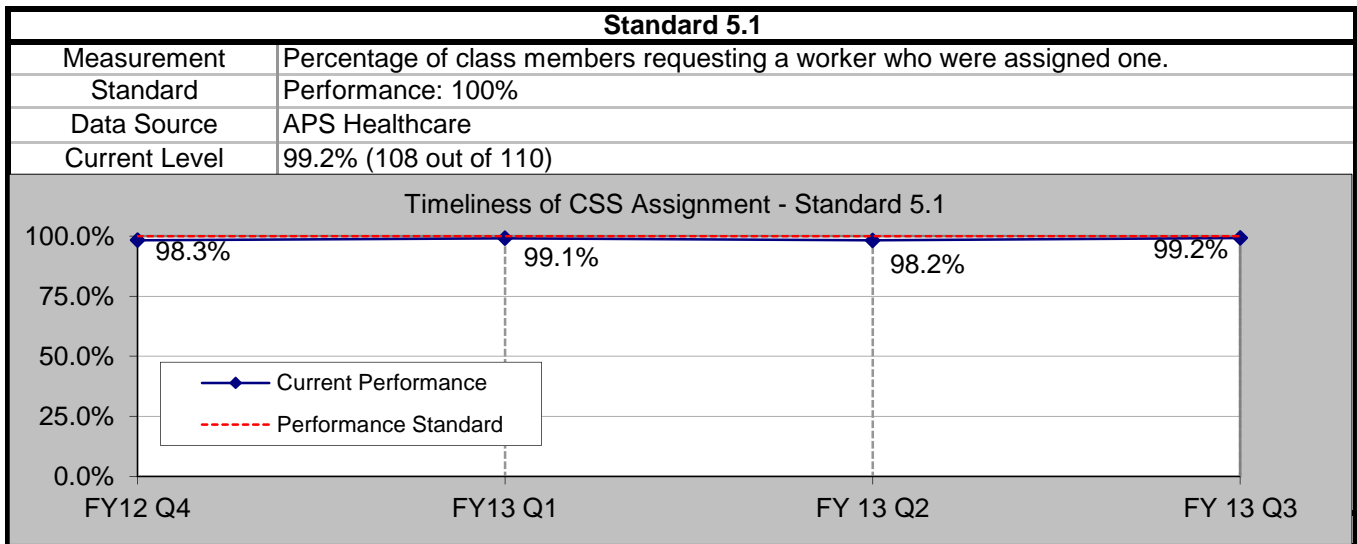 Standard 5.1
Measurement Percentage of class members requesting a worker who were assigned one.
Standard Performance: 100%
Data Source APS Healthcare
Current Level 99.2% (108 out of 110)
Timeliness of CSS Assignment - Standard 5.1
100.0%
98.3% 99.1% 98.2% 99.2%
75.0%
50.0%
Current Performance
25.0%
Performance Standard
0.0%
FY12 Q4 FY13 Q1 FY 13 Q2 FY 13 Q3